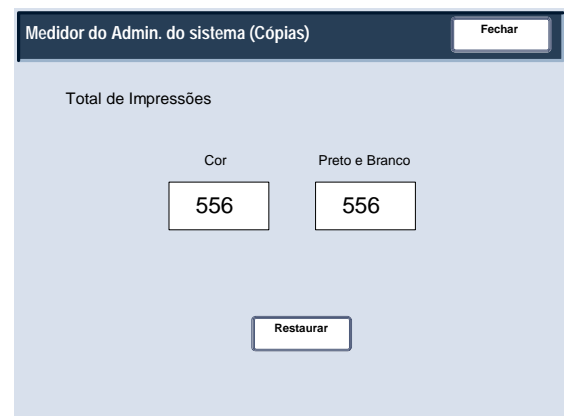 Medidor do Admin. do sistema (Cópias) Fechar
Total de Impressões
Cor Preto e Branco
556 556
Restaurar